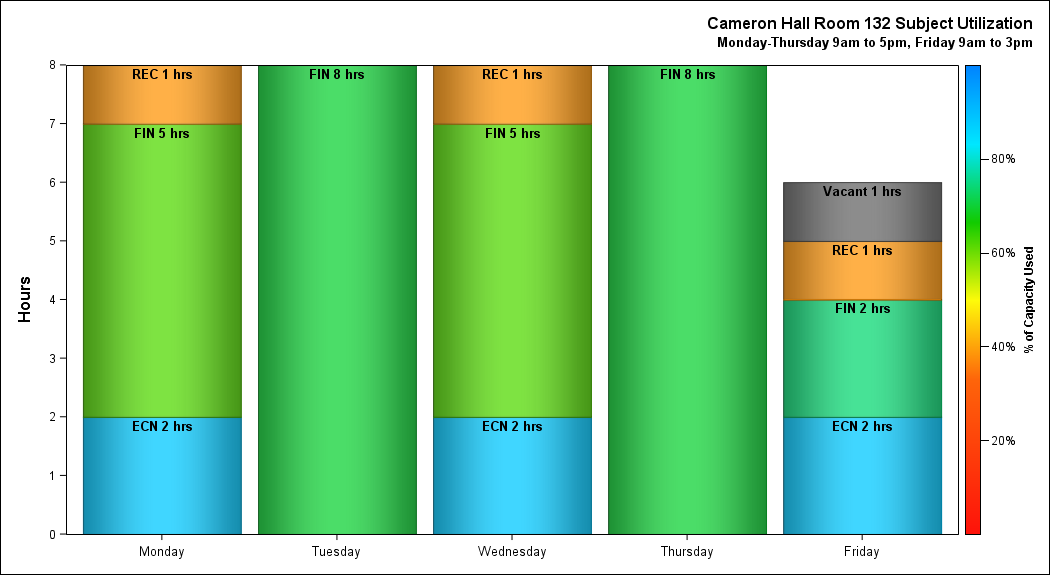 Cameron Hall Room 132 Subject Utilization
Monday-Thursday 9am to 5pm, Friday 9am to 3pm
Hours
8
7
6
5
4
3
2
1
0
REC 1 hrs
FIN 5 hrs
ECN 2 hrs
FIN 8 hrs
REC 1 hrs
FIN 5 hrs
ECN 2 hrs
FIN 8 hrs
Vacant 1 hrs
REC 1 hrs
FIN 2 hrs
ECN 2 hrs
Monday
Tuesday
Wednesday
Thursday
Friday
80%
60%
40%
20%
% of Capacity Used